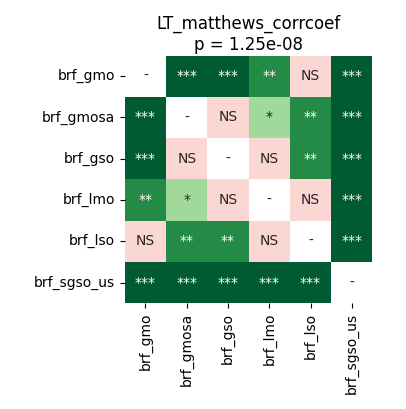 LT_matthews_corrcoef
p = 1.25e-08
brf_gmo - *** *** ** NS ***
brf_gmosa *** - NS * ** ***
brf_gso *** NS - NS ** ***
brf_lmo ** * NS - NS ***
brf_lso NS ** ** NS - ***
brf_sgso_us *** *** *** *** *** -
brf_gmo brf_gmosa brf_gso brf_lmo brf_lso brf_sgso_us